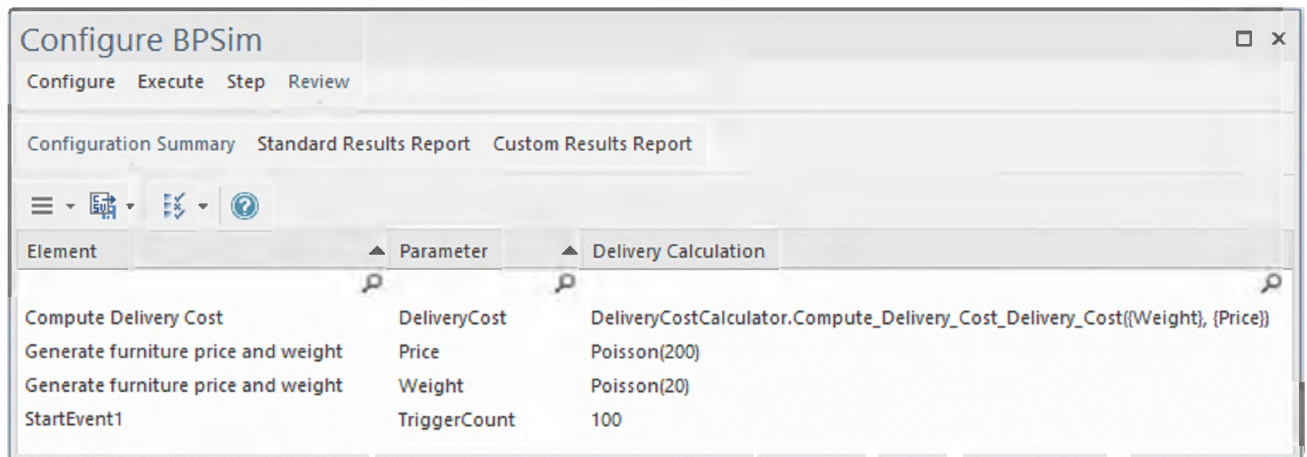 Configure BPSim
Configure Execute Step Review
Configuration Summary Standard Results Report Custom Results Report
Element Parameter Delivery Calculation
Compute Delivery Cost DeliveryCost DeliveryCostCalculator.Compute_Delivery_Cost_Delivery_Cost({Weight}, {Price})
Generate furniture price and weight Price Poisson(200)
Generate furniture price and weight Weight Poisson(20)
StartEvent1 TriggerCount 100